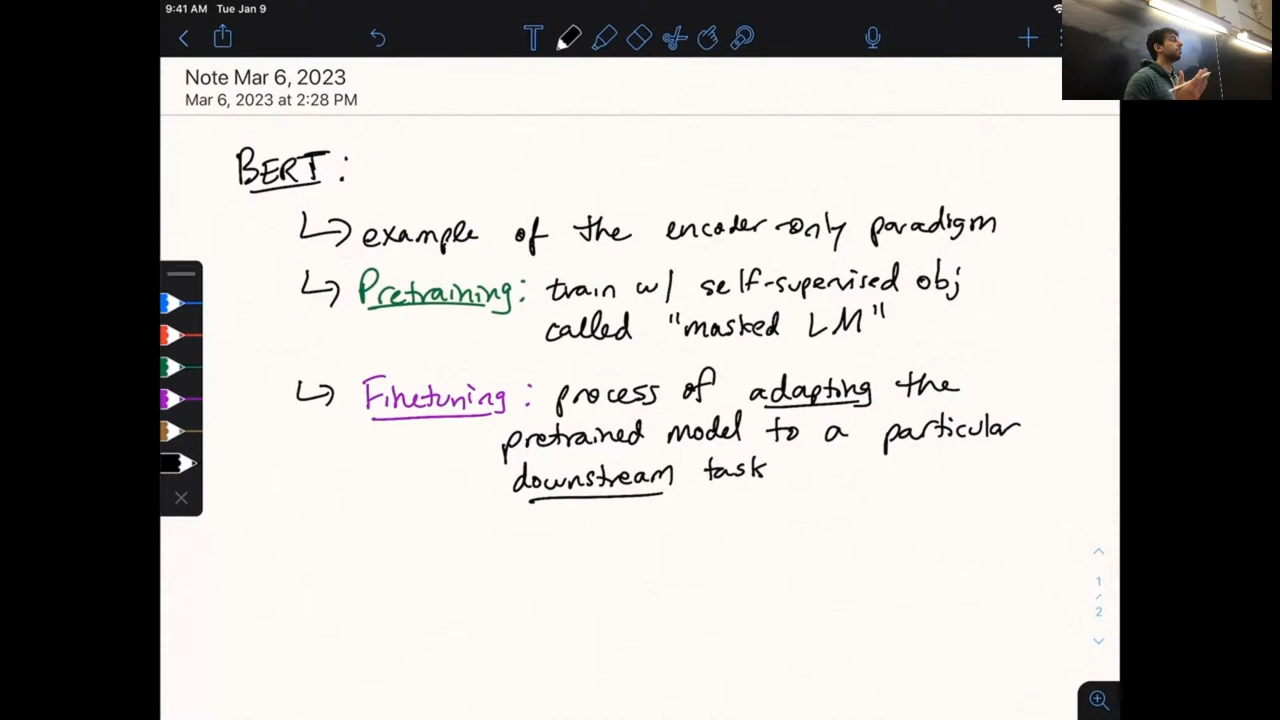 9:41 AM Tue Jan 9
Note Mar 6, 2023
Mar 6, 2023 at 2:28 PM
BERT:
↳ example of the encoder-only paradigm
↳ Pretraining: train w/ self-supervised obj
called "masked LM"
↳ Finetuning: process of adapting the
pretrained model to a particular
downstream task
1
/
2